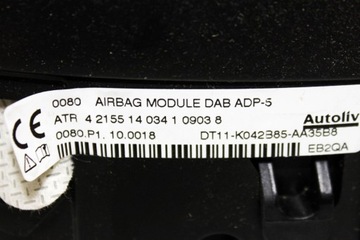 0080 AIRBAG MODULE DAB ADP-5
ATR 4 2155 14 034 1 0903 8
Autoliv
CE
0080.P1. 10.0018 DT11-K042B85-AA35B8
EB2QA